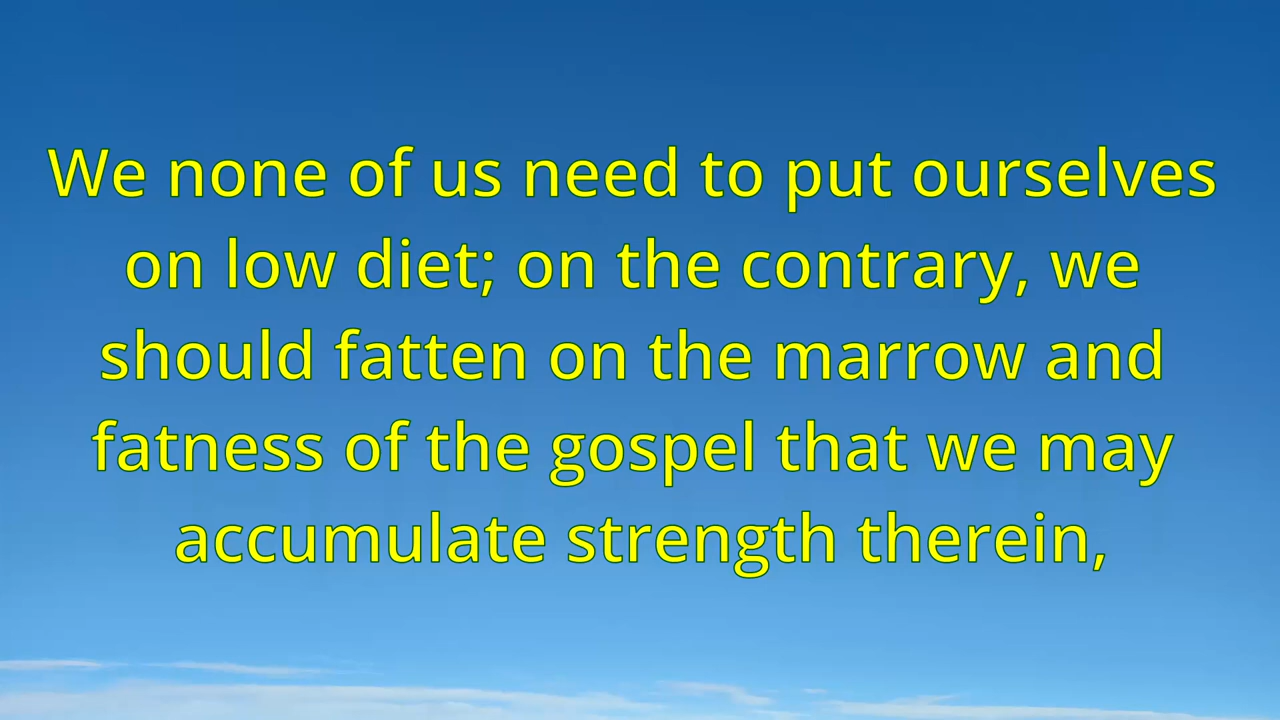 We none of us need to put ourselves
on low diet; on the contrary, we
should fatten on the marrow and
fatness of the gospel that we may
accumulate strength therein,